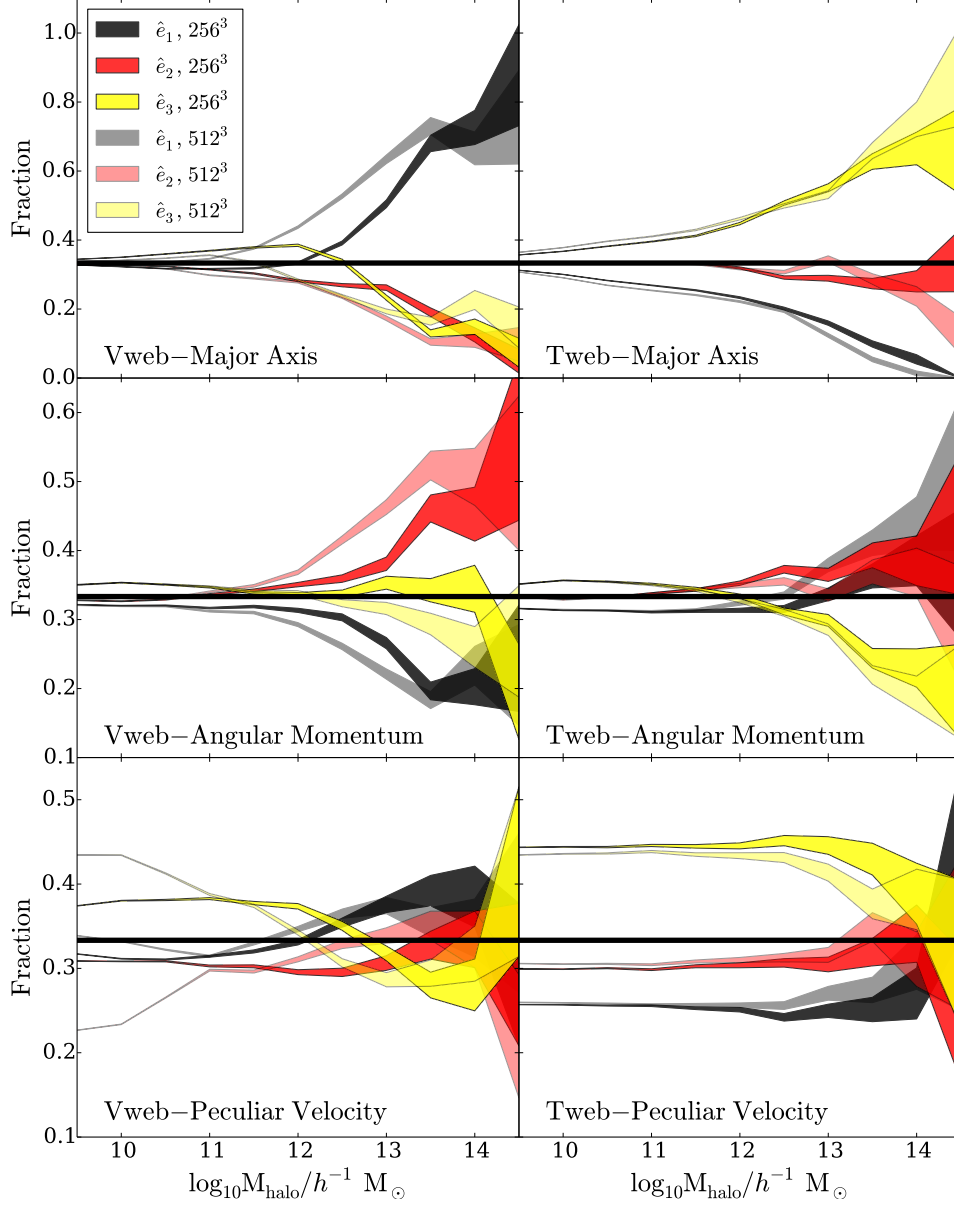 1.0
0.8
0.6
0.4
0.2
0.0
Fraction
ê₁, 256³
ê₂, 256³
ê₃, 256³
ê₁, 512³
ê₂, 512³
ê₃, 512³
Vweb−Major Axis
Tweb−Major Axis
0.6
0.5
0.4
0.3
0.2
0.1
Fraction
Vweb−Angular Momentum
Tweb−Angular Momentum
0.5
0.4
0.3
0.2
0.1
Fraction
Vweb−Peculiar Velocity
Tweb−Peculiar Velocity
10 11 12 13 14
10 11 12 13 14
log₁₀M_halo/h⁻¹ M_⊙
log₁₀M_halo/h⁻¹ M_⊙